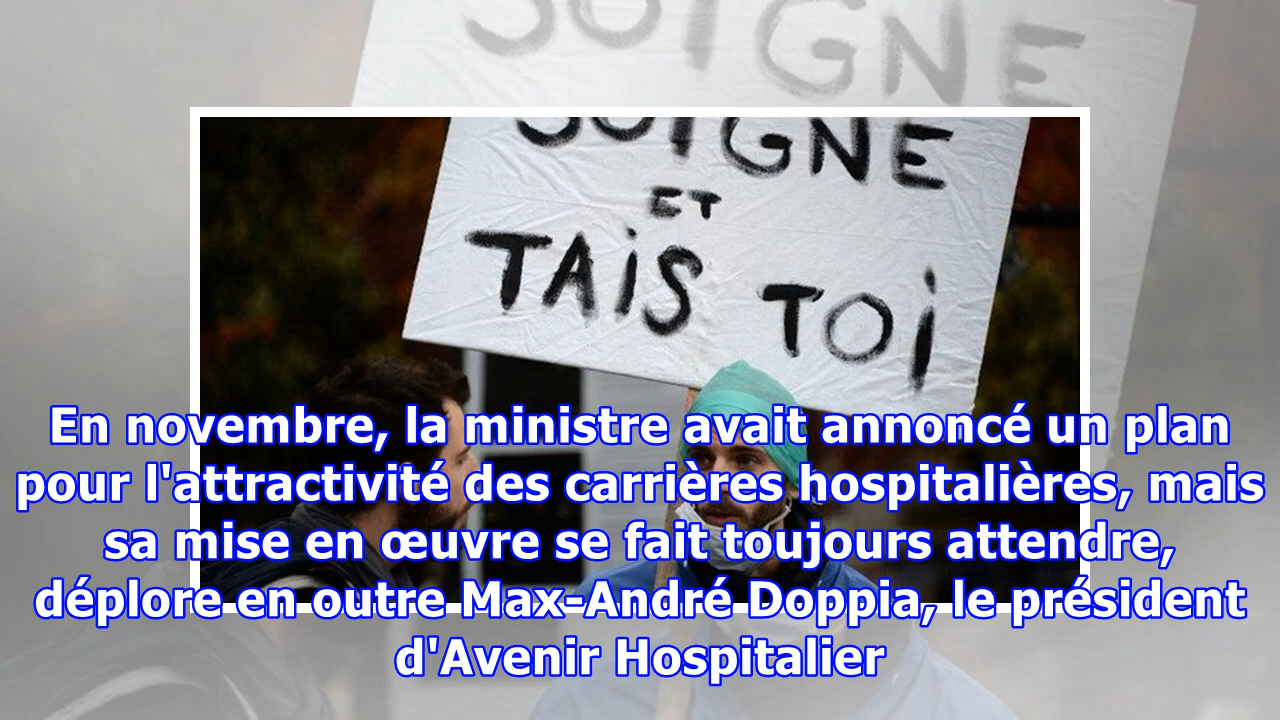 SOIGNE
SOIGNE
ET
TAiS TOi
En novembre, la ministre avait annoncé un plan
pour l'attractivité des carrières hospitalières, mais
sa mise en œuvre se fait toujours attendre,
déplore en outre Max-André Doppia, le président
d'Avenir Hospitalier